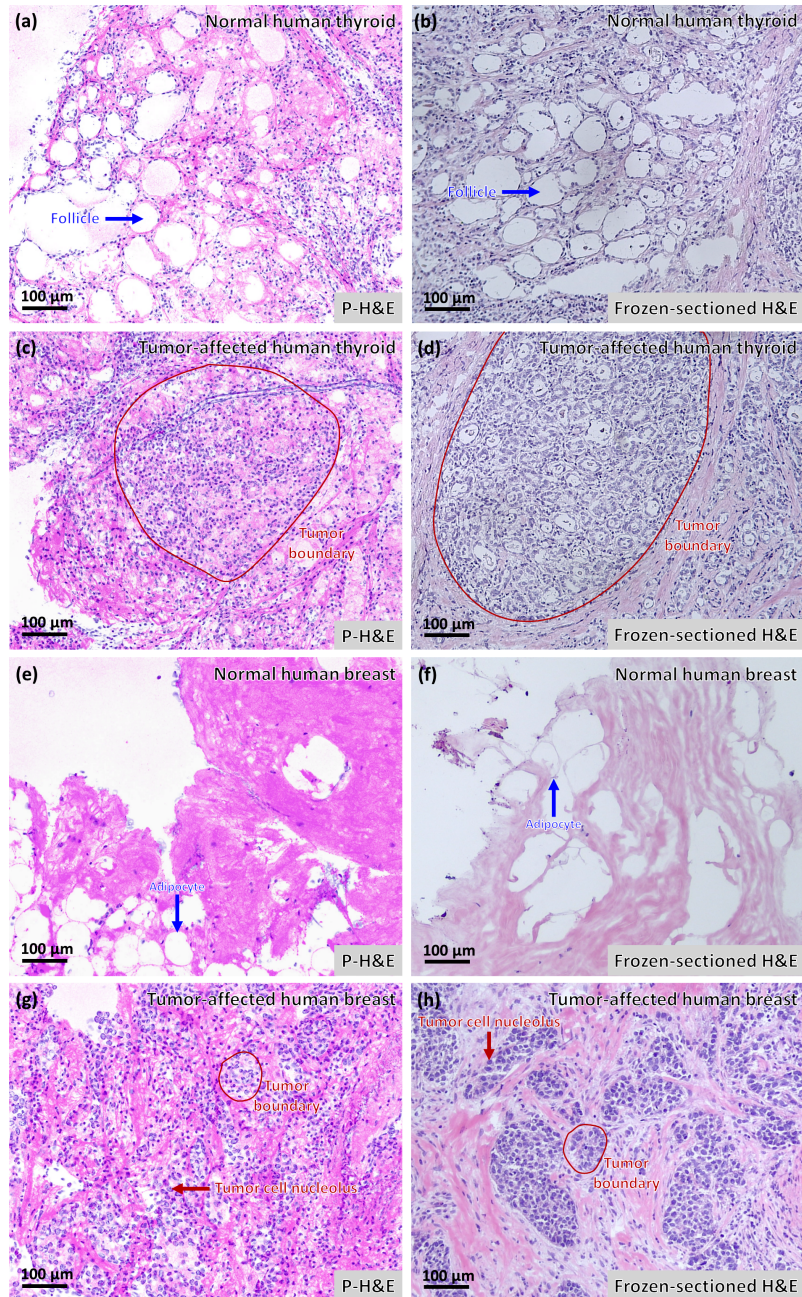 (a)
Normal human thyroid
Follicle
100 µm
P-H&E
(b)
Normal human thyroid
Follicle
100 µm
Frozen-sectioned H&E
(c)
Tumor-affected human thyroid
Tumor
boundary
100 µm
P-H&E
(d)
Tumor-affected human thyroid
Tumor
boundary
100 µm
Frozen-sectioned H&E
(e)
Normal human breast
Adipocyte
100 µm
P-H&E
(f)
Normal human breast
Adipocyte
100 µm
Frozen-sectioned H&E
(g)
Tumor-affected human breast
Tumor
boundary
Tumor cell nucleolus
100 µm
P-H&E
(h)
Tumor-affected human breast
Tumor cell nucleolus
Tumor
boundary
100 µm
Frozen-sectioned H&E